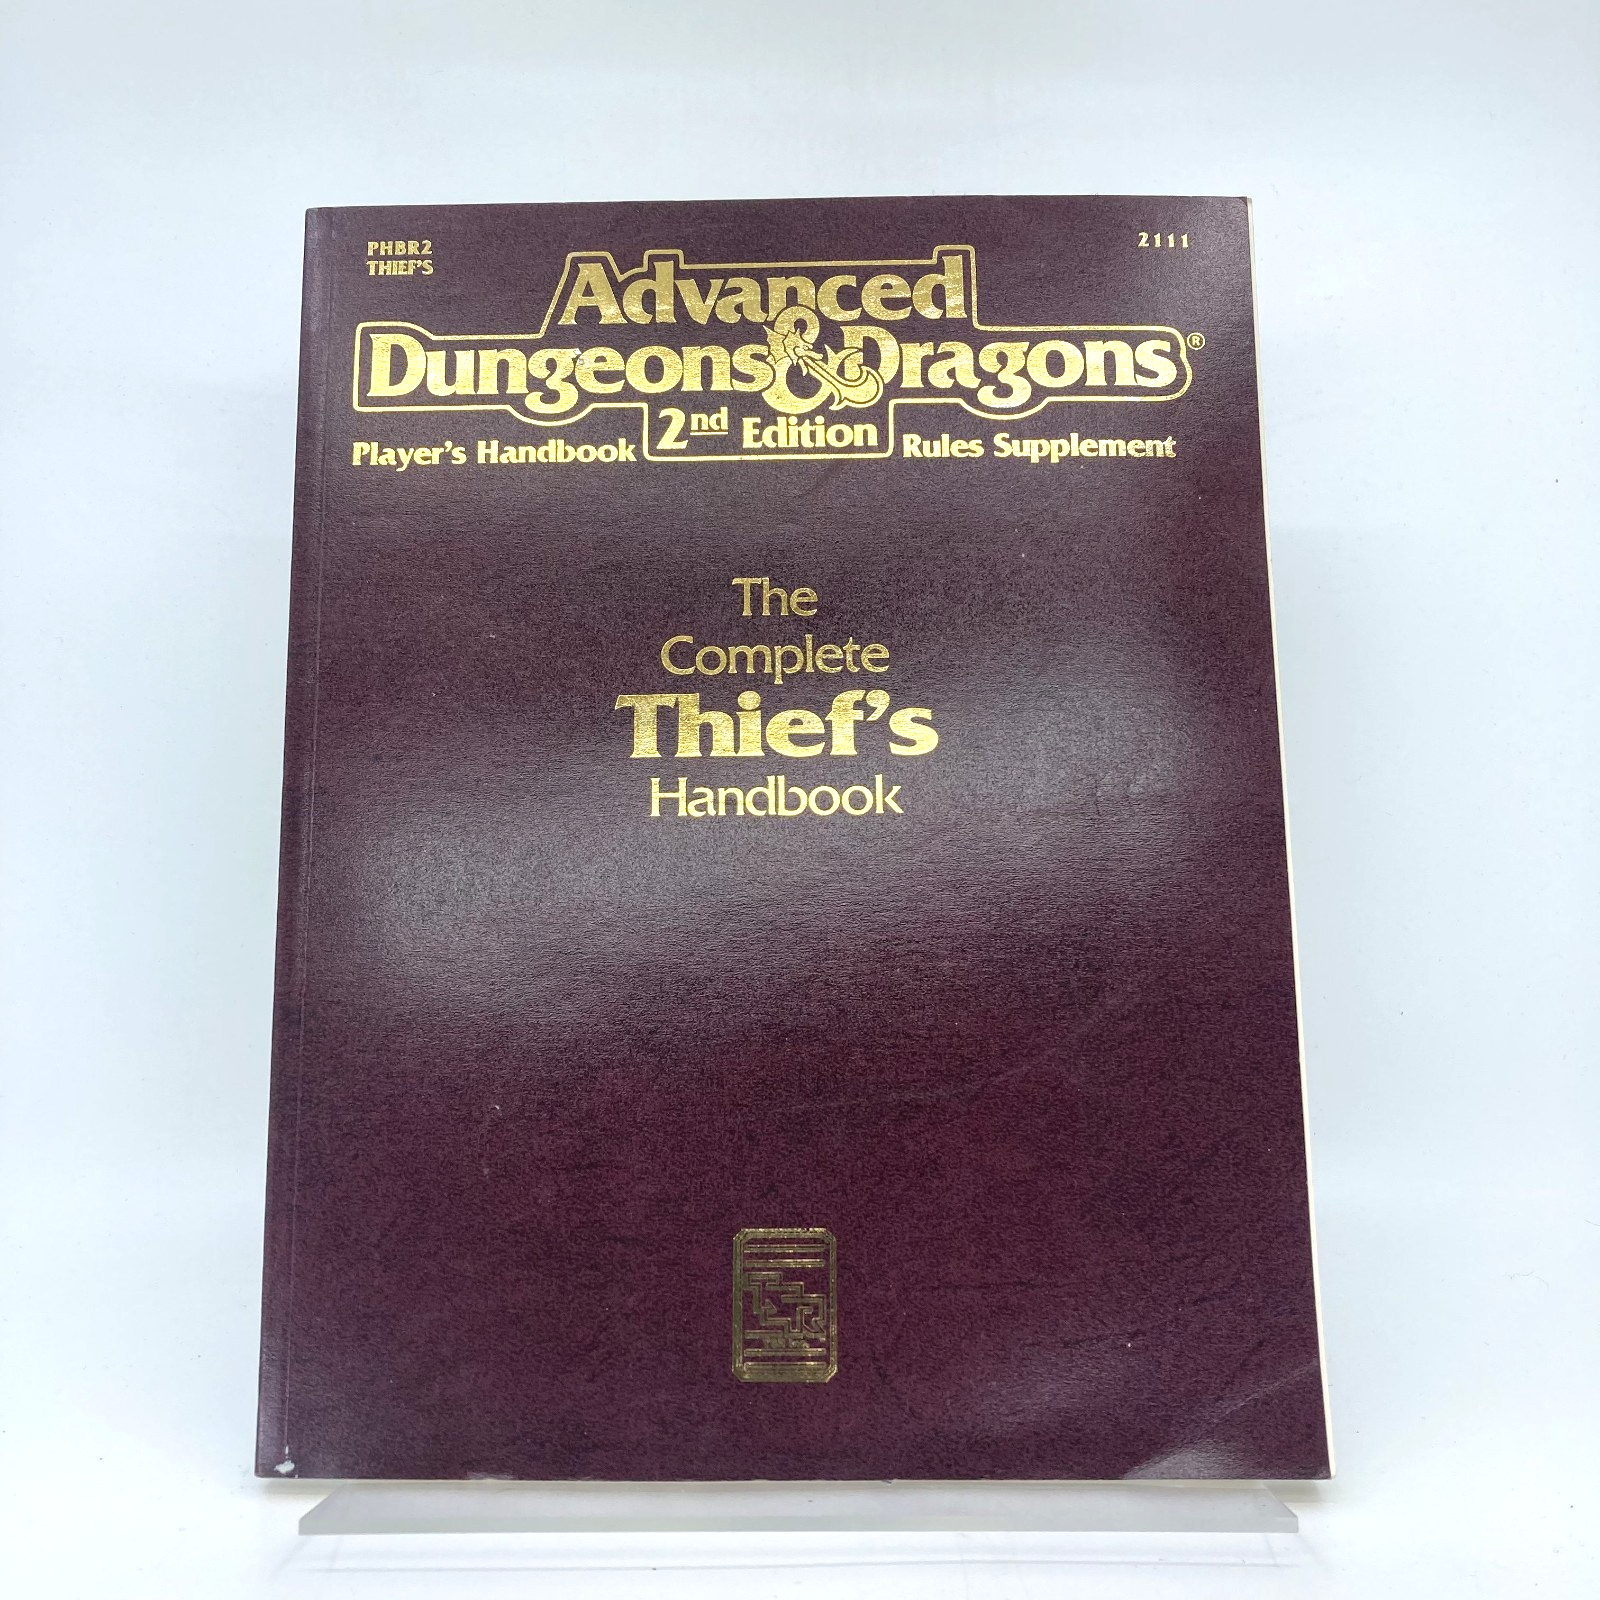 PHBR2
THIEF'S
2111
Advanced
Dungeons & Dragons®
2nd Edition
Player's Handbook Rules Supplement
The
Complete
Thief's
Handbook
TSR